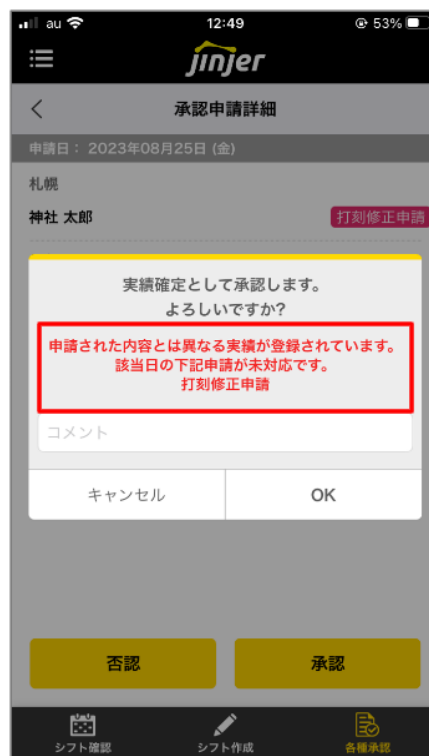 au 12:49 53%
jinjer
承認申請詳細
申請日： 2023年08月25日 (金)
札幌
神社 太郎 打刻修正申請
実績確定として承認します。
よろしいですか?
申請された内容とは異なる実績が登録されています。
該当日の下記申請が未対応です。
打刻修正申請
コメント
キャンセル OK
否認 承認
シフト確認 シフト作成 各種承認